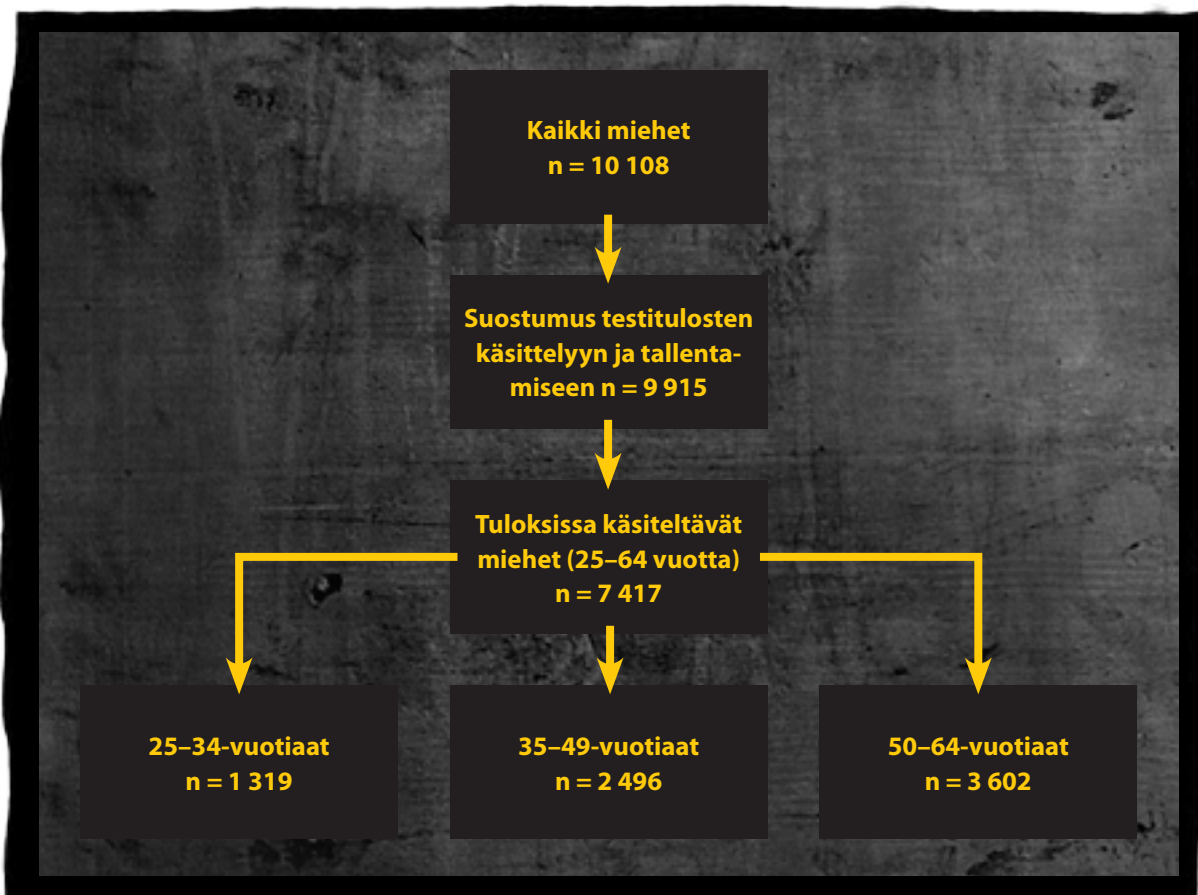 Kaikki miehet
n = 10 108
Suostumus testitulosten
käsittelyyn ja tallenta-
miseen n = 9 915
Tuloksissa käsiteltävät
miehet (25–64 vuotta)
n = 7 417
25–34-vuotiaat
n = 1 319
35–49-vuotiaat
n = 2 496
50–64-vuotiaat
n = 3 602